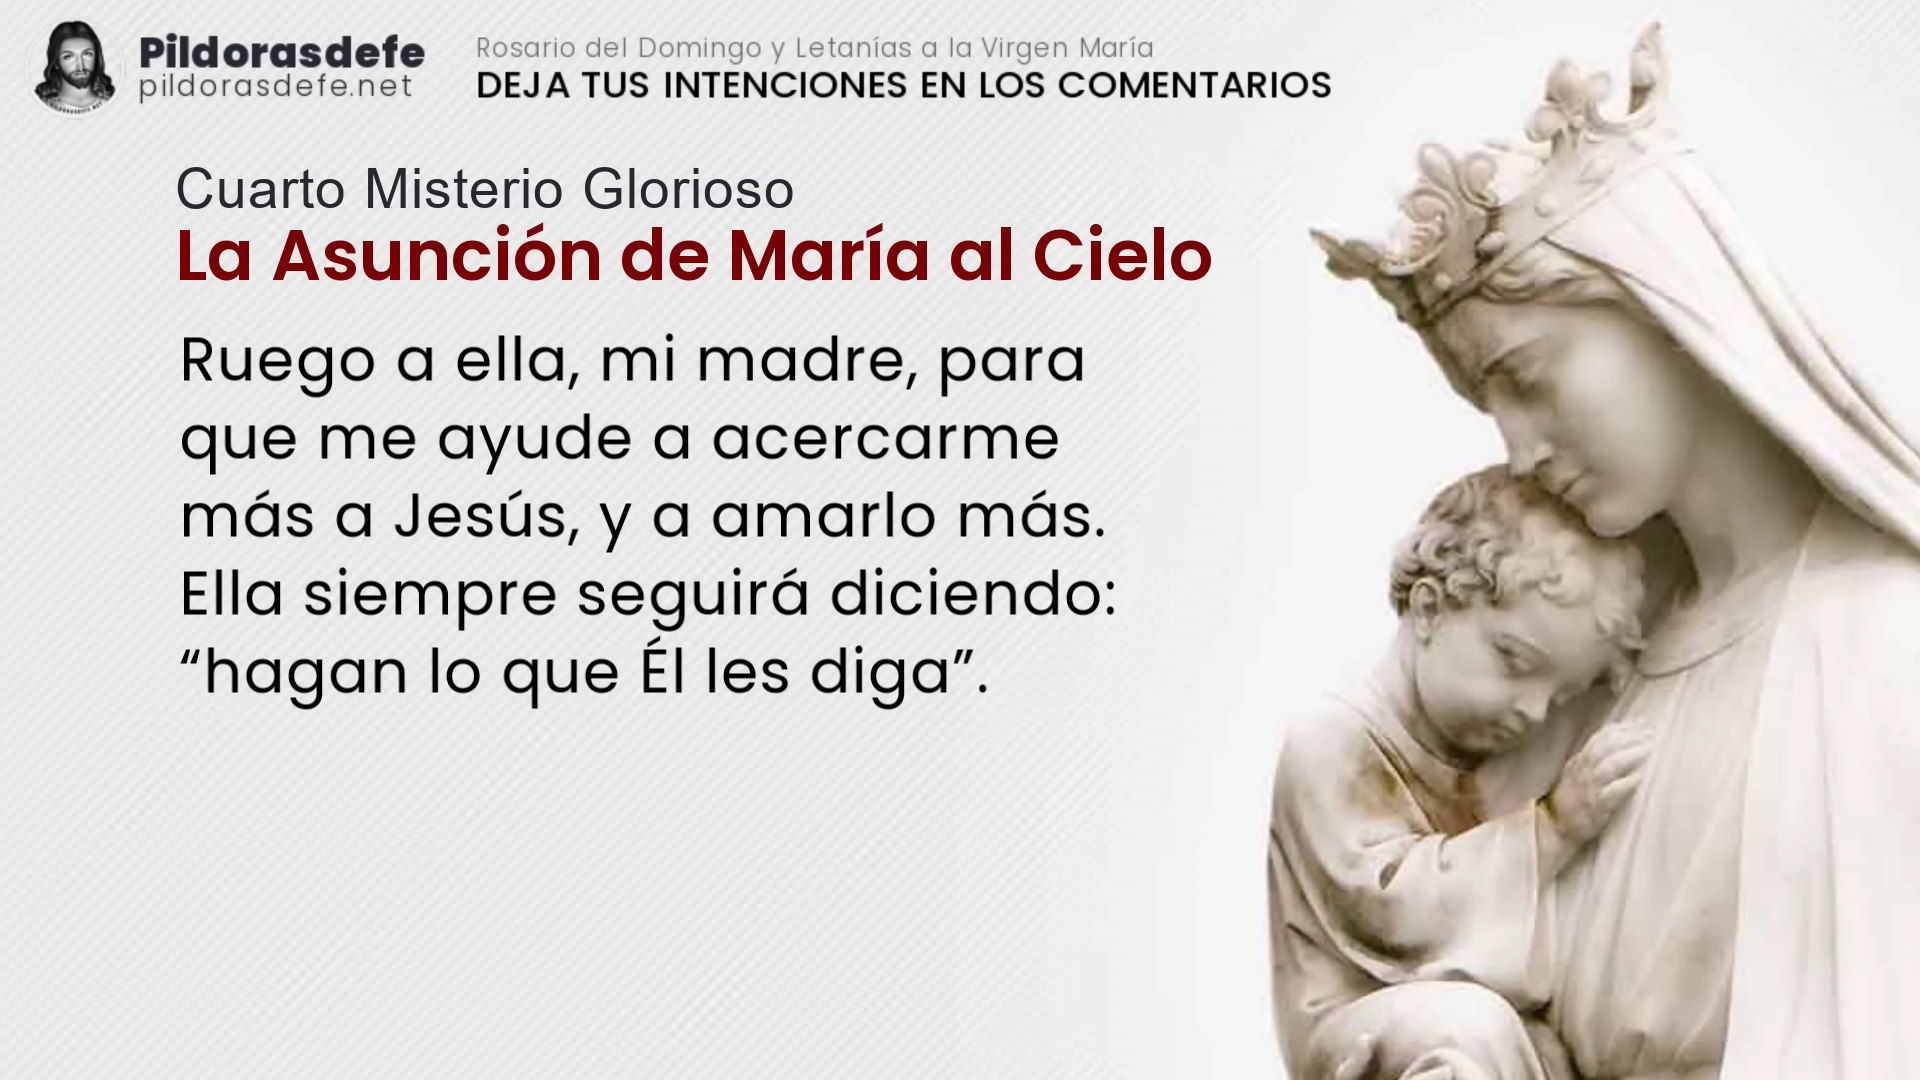 Pildorasdefe
pildorasdefe.net
Rosario del Domingo y Letanías a la Virgen María
DEJA TUS INTENCIONES EN LOS COMENTARIOS
Cuarto Misterio Glorioso
La Asunción de María al Cielo
Ruego a ella, mi madre, para
que me ayude a acercarme
más a Jesús, y a amarlo más.
Ella siempre seguirá diciendo:
“hagan lo que Él les diga”.